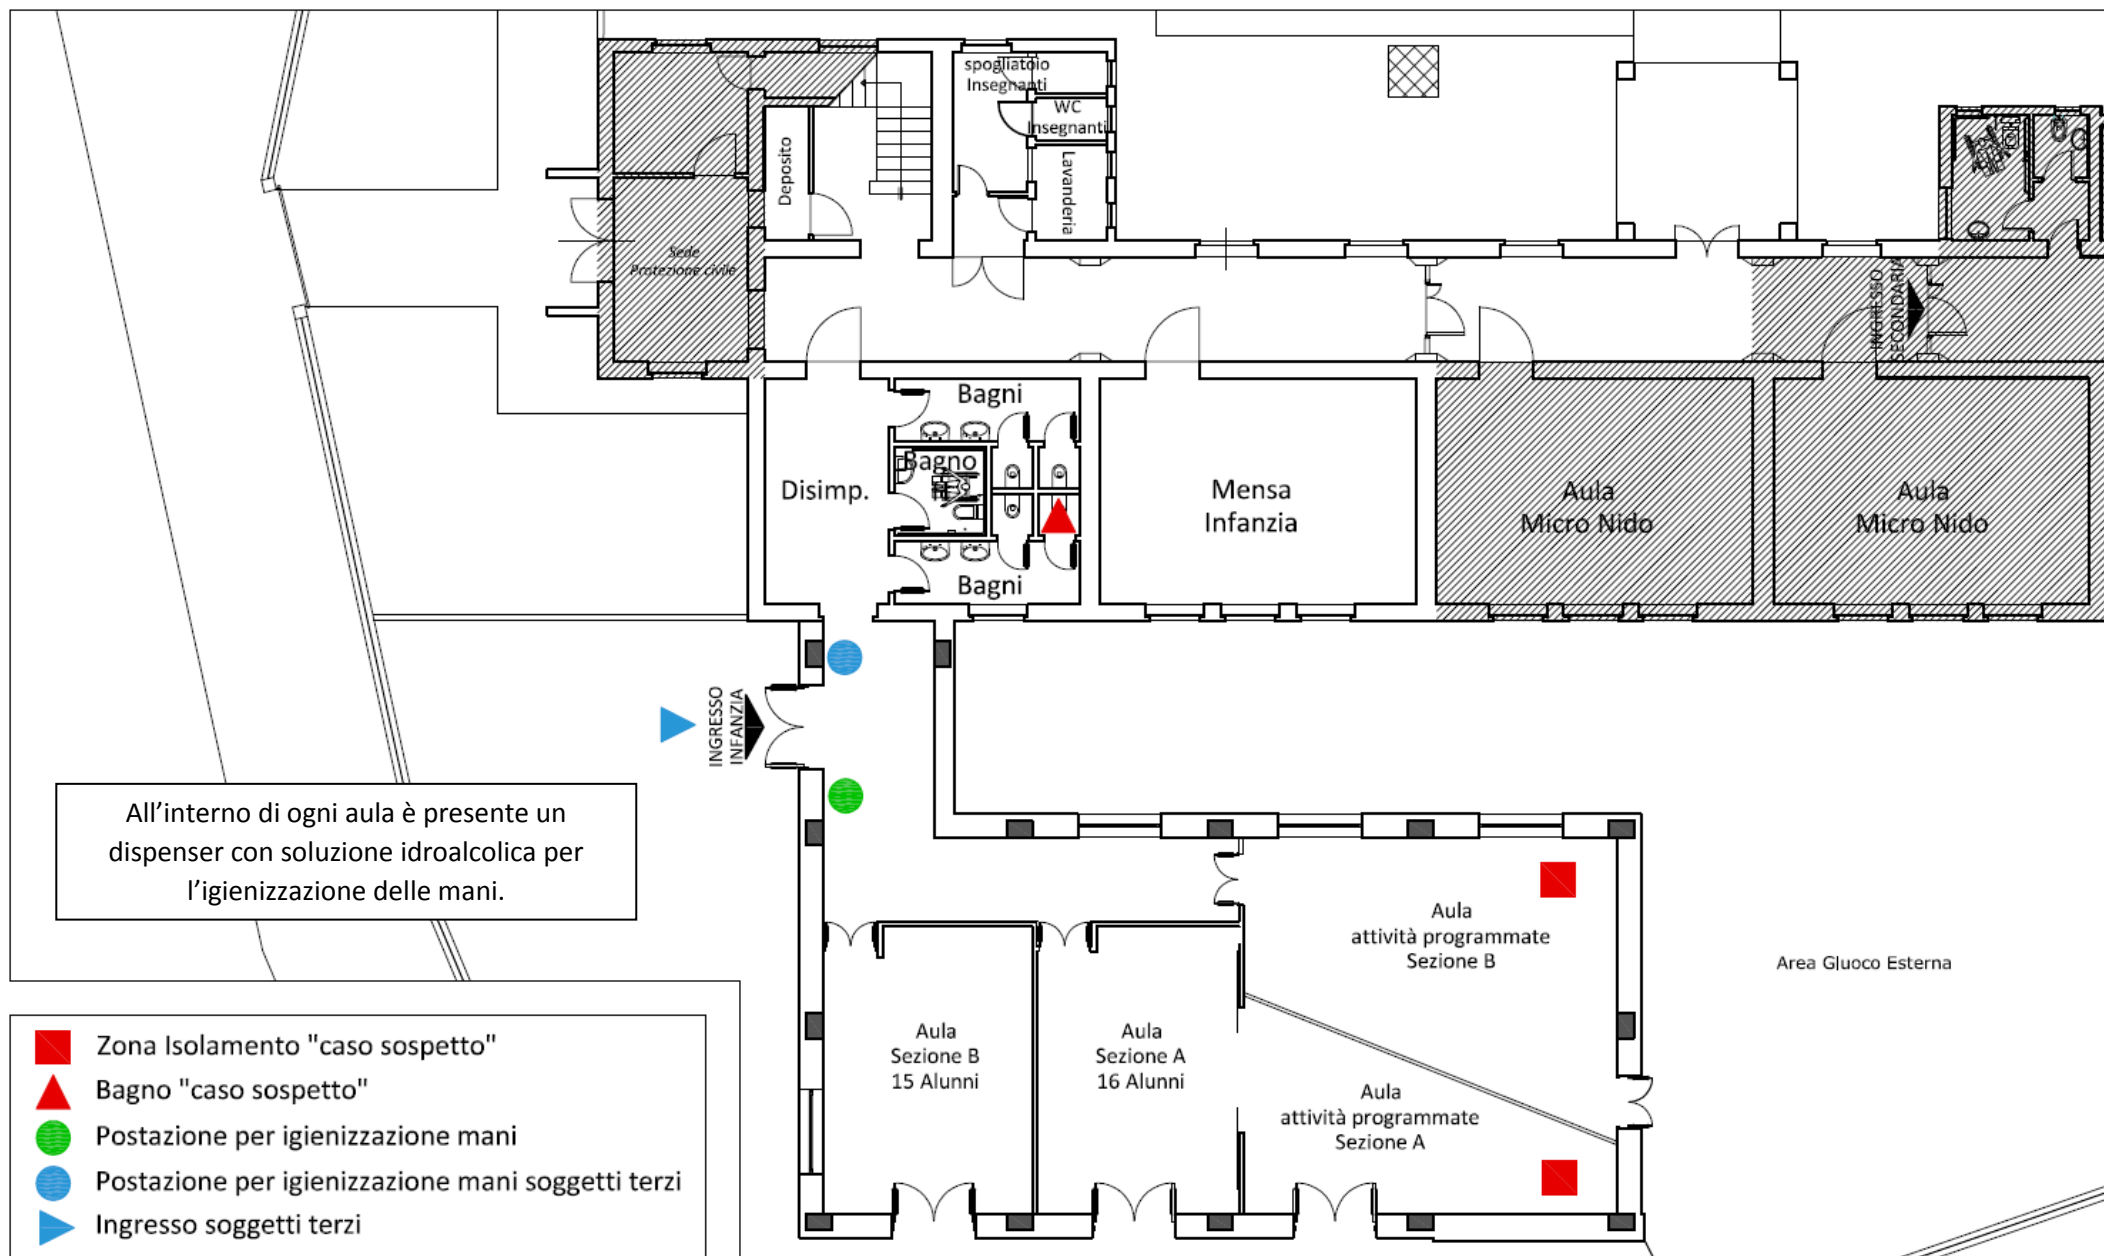 spogliatoio
Insegnanti
WC
Insegnanti
Deposito
Lavanderia
Sede
Protezione civile
INGRESSO
SECONDARIA
Bagni
Bagno
Disimp.
Bagni
Mensa
Infanzia
Aula
Micro Nido
Aula
Micro Nido
INGRESSO
INFANZIA
All'interno di ogni aula è presente un
dispenser con soluzione idroalcolica per
l'igienizzazione delle mani.
Aula
attività programmate
Sezione B
Area Gluoco Esterna
Aula
Sezione B
15 Alunni
Aula
Sezione A
16 Alunni
Aula
attività programmate
Sezione A
Zona Isolamento "caso sospetto"
Bagno "caso sospetto"
Postazione per igienizzazione mani
Postazione per igienizzazione mani soggetti terzi
Ingresso soggetti terzi